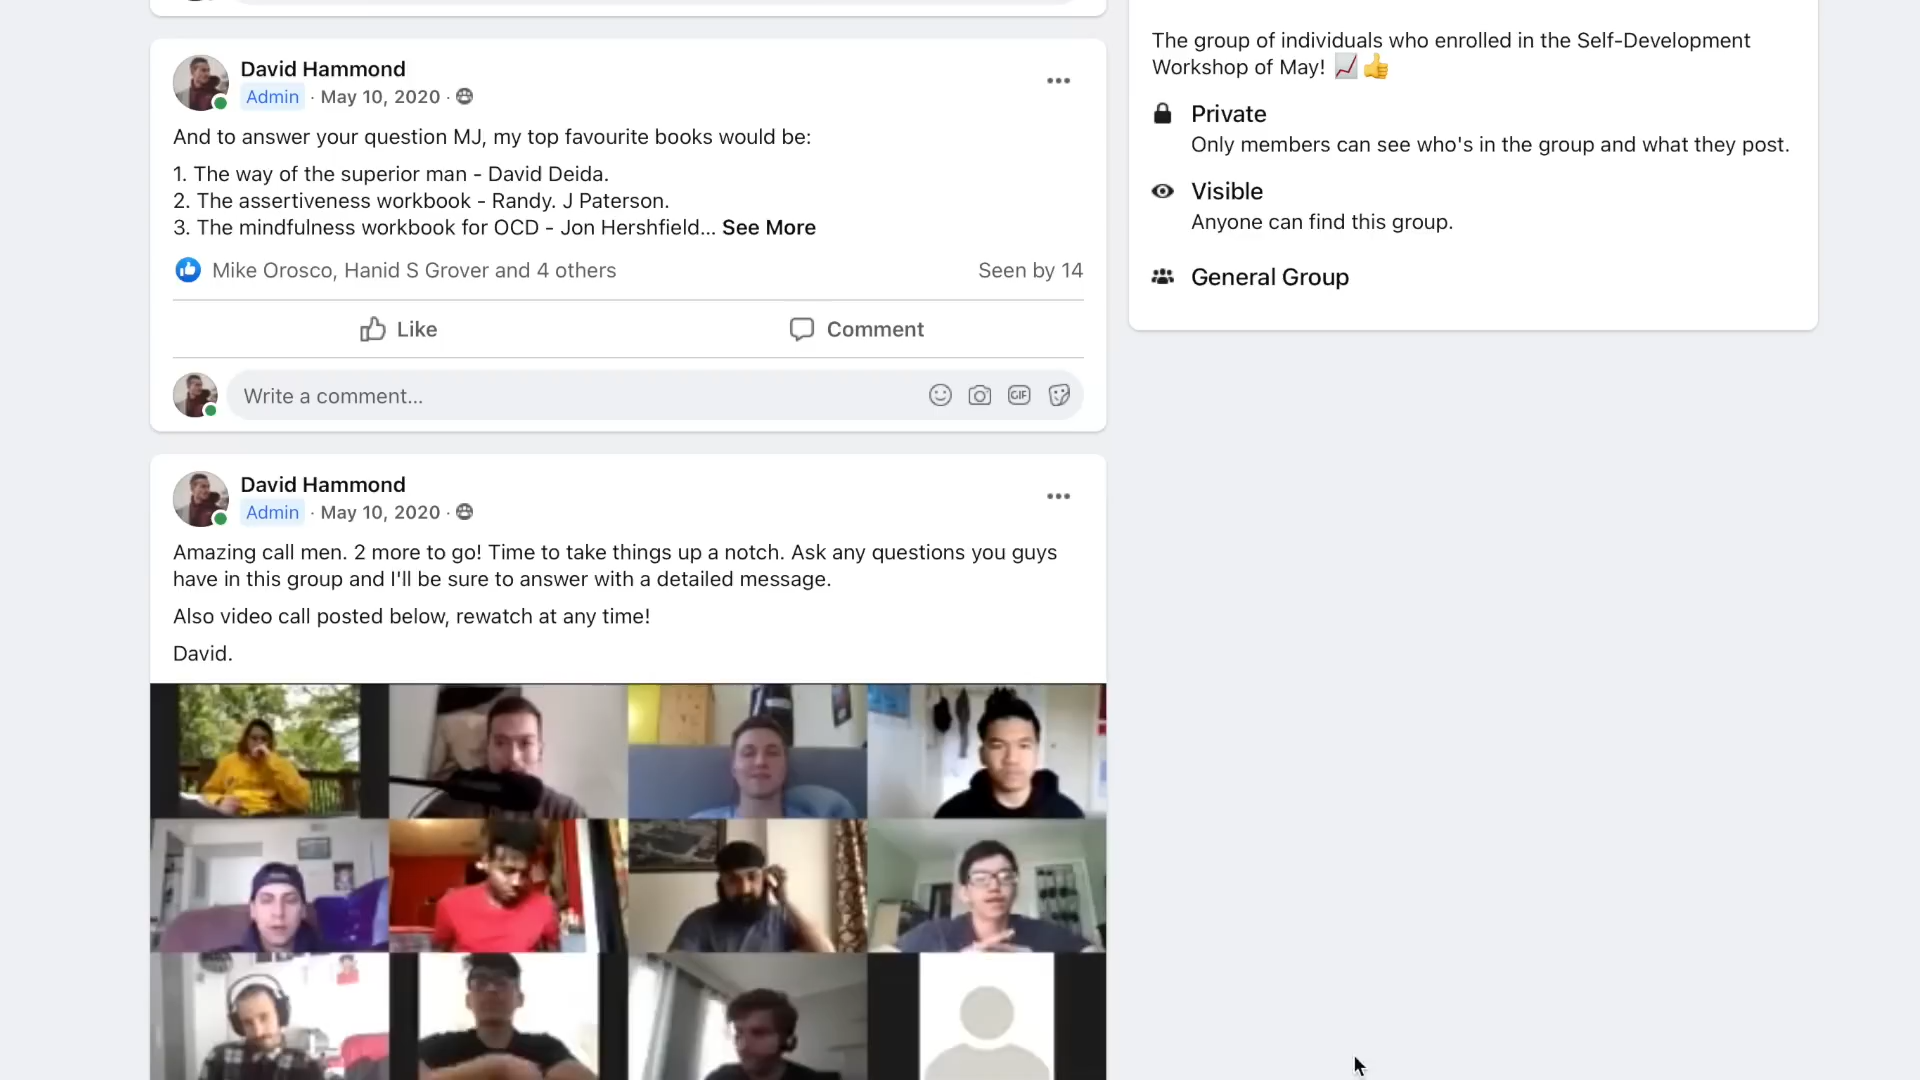 David Hammond
Admin · May 10, 2020 ·
And to answer your question MJ, my top favourite books would be:
1. The way of the superior man - David Deida.
2. The assertiveness workbook - Randy. J Paterson.
3. The mindfulness workbook for OCD - Jon Hershfield... See More
Mike Orosco, Hanid S Grover and 4 others
Seen by 14
Like
Comment
Write a comment...
GIF
David Hammond
Admin · May 10, 2020 ·
Amazing call men. 2 more to go! Time to take things up a notch. Ask any questions you guys
have in this group and I'll be sure to answer with a detailed message.
Also video call posted below, rewatch at any time!
David.
The group of individuals who enrolled in the Self-Development
Workshop of May! 📈👍
Private
Only members can see who's in the group and what they post.
Visible
Anyone can find this group.
General Group